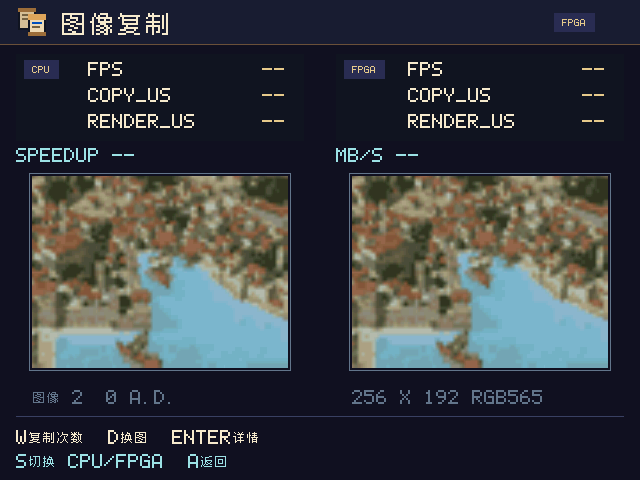 图像复制 FPGA
CPU FPS -- FPGA FPS --
COPY_US -- COPY_US --
RENDER_US -- RENDER_US --
SPEEDUP -- MB/S --
图像 2 0 A.D. 256 X 192 RGB565
W复制次数 D换图 ENTER详情
S切换 CPU/FPGA A返回